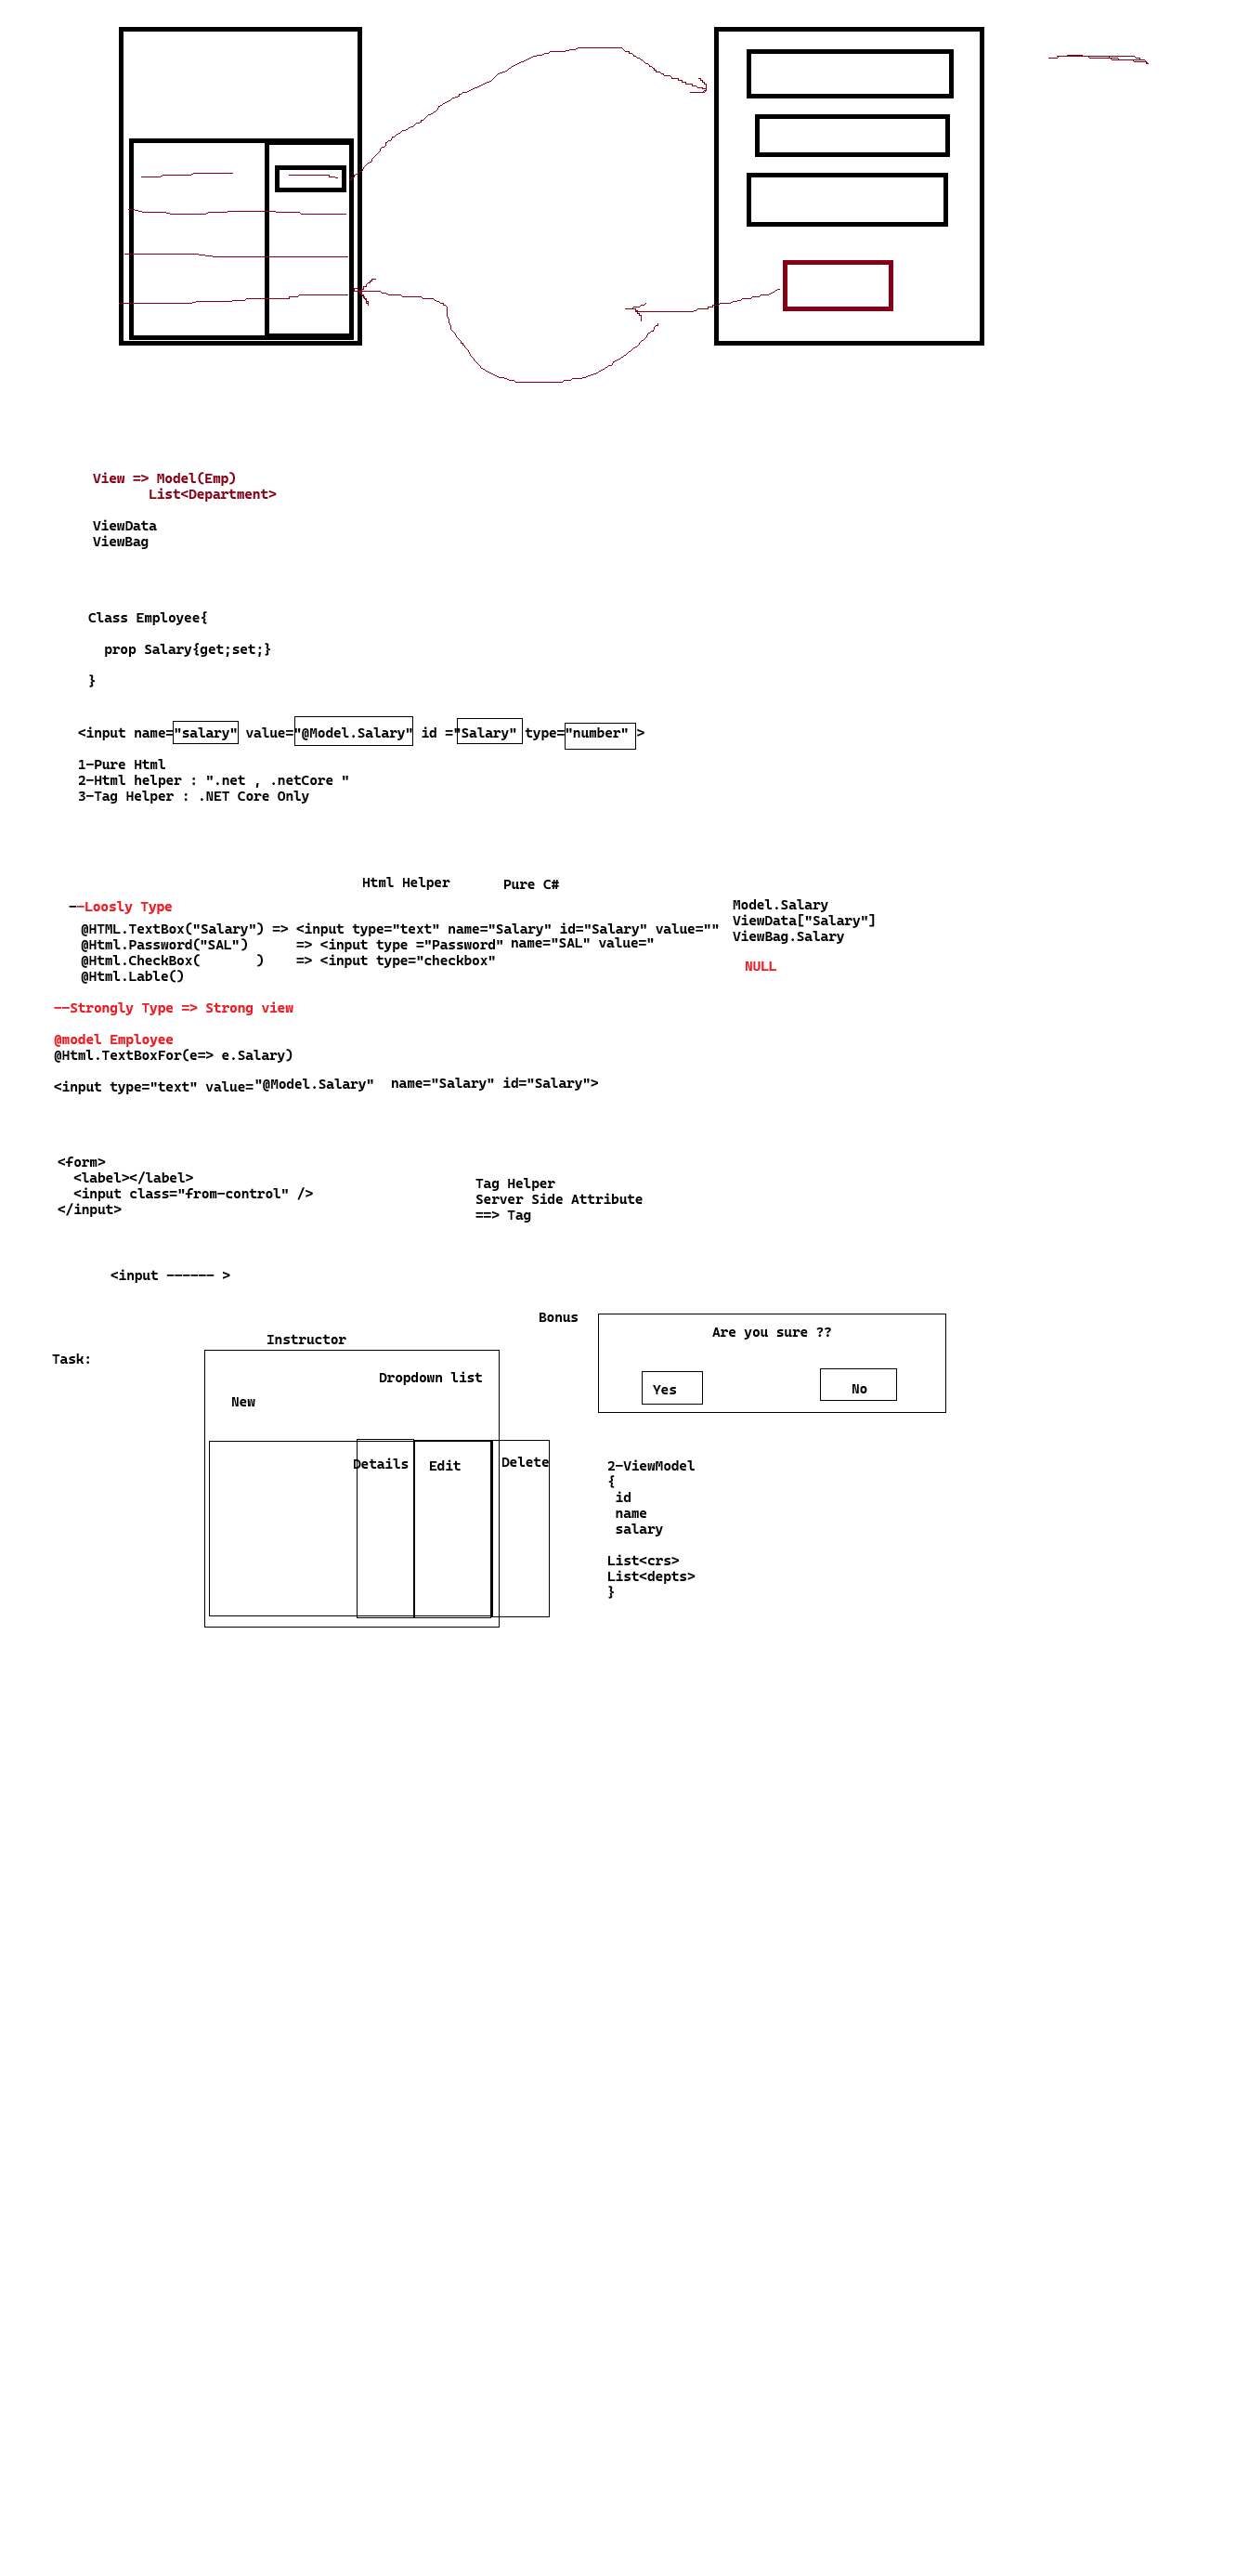 View => Model(Emp)
List<Department>
ViewData
ViewBag
Class Employee{
prop Salary{get;set;}
}
<input name="salary" value="@Model.Salary" id ="Salary" type="number" >
1-Pure Html
2-Html helper : ".net , .netCore "
3-Tag Helper : .NET Core Only
Html Helper Pure C#
--Loosly Type
@HTML.TextBox("Salary") => <input type="text" name="Salary" id="Salary" value=""
@Html.Password("SAL") => <input type ="Password" name="SAL" value="
@Html.CheckBox( ) => <input type="checkbox"
@Html.Lable()
Model.Salary
ViewData["Salary"]
ViewBag.Salary
NULL
--Strongly Type => Strong view
@model Employee
@Html.TextBoxFor(e=> e.Salary)
<input type="text" value="@Model.Salary" name="Salary" id="Salary">
<form>
<label></label>
<input class="from-control" />
</input>
Tag Helper
Server Side Attribute
==> Tag
<input ------ >
Task:
Instructor
Dropdown list
New
Details Edit Delete
Bonus
Are you sure ??
Yes No
2-ViewModel
{
id
name
salary
List<crs>
List<depts>
}